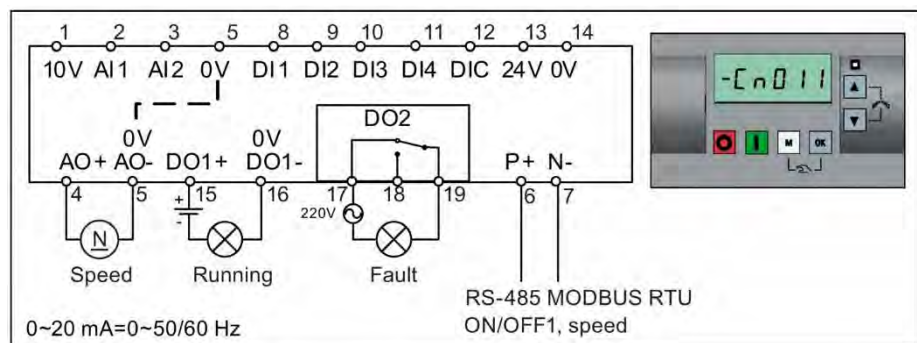 1 2 3 5 8 9 10 11 12 13 14
10V AI1 AI2 0V DI1 DI2 DI3 DI4 DIC 24V 0V
-Cn011
DO2
0V 0V
AO+ AO- DO1+ DO1- P+ N-
M OK
4 5 15 16 17 18 19 6 7
+
-
220V
N
Speed Running Fault
RS-485 MODBUS RTU
ON/OFF1, speed
0~20 mA=0~50/60 Hz